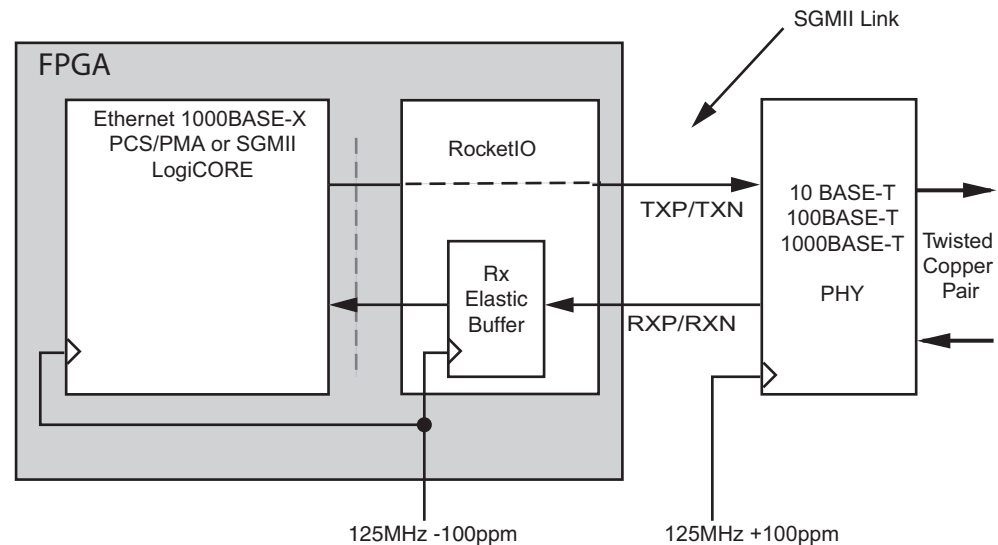 SGMII Link
FPGA
Ethernet 1000BASE-X
PCS/PMA or SGMII
LogiCORE
RocketIO
TXP/TXN
10 BASE-T
100BASE-T
1000BASE-T
PHY
Twisted
Copper
Pair
Rx
Elastic
Buffer
RXP/RXN
125MHz -100ppm
125MHz +100ppm